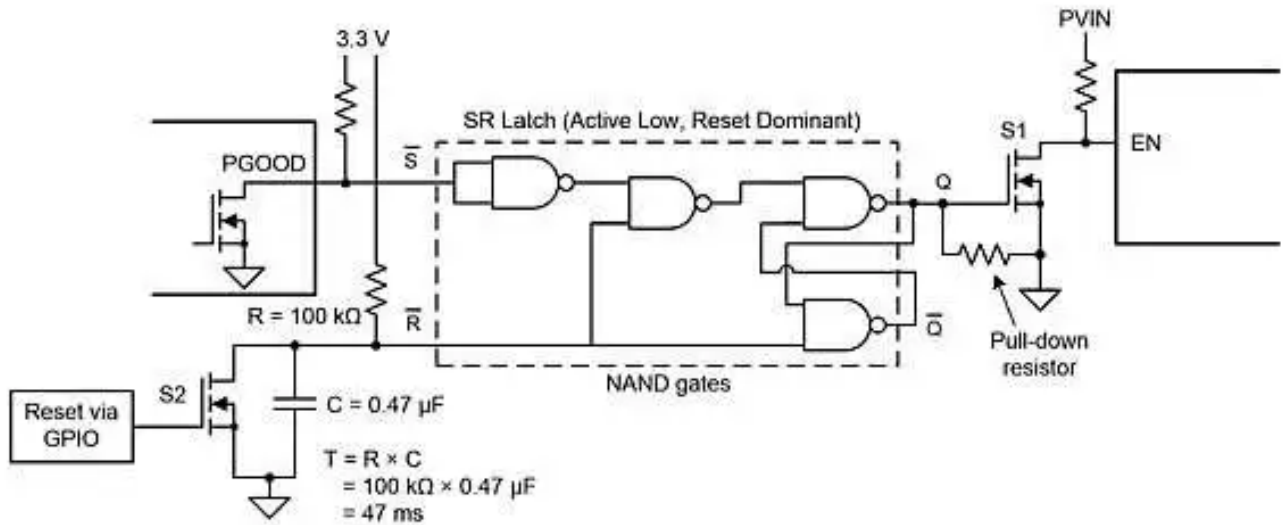 3.3 V
PVIN
SR Latch (Active Low, Reset Dominant)
S1
PGOOD
S̅
Q
EN
R = 100 kΩ
R̅
Q̅
Pull-down
resistor
NAND gates
S2
Reset via
GPIO
C = 0.47 µF
T = R × C
= 100 kΩ × 0.47 µF
= 47 ms